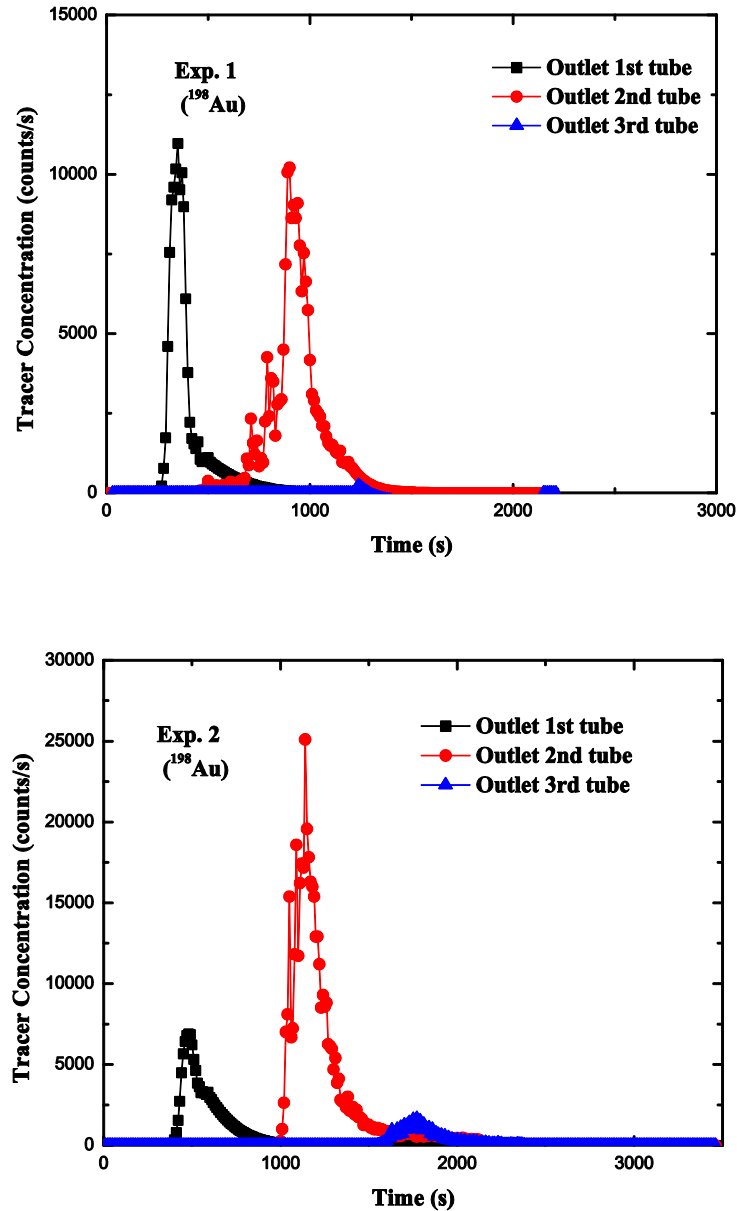 15000
Exp. 1
(¹⁹⁸Au)
Outlet 1st tube
Outlet 2nd tube
Outlet 3rd tube
10000
5000
0
Tracer Concentration (counts/s)
0 1000 2000 3000
Time (s)
30000
Exp. 2
(¹⁹⁸Au)
Outlet 1st tube
Outlet 2nd tube
Outlet 3rd tube
25000
20000
15000
10000
5000
0
Tracer Concentration (counts/s)
0 1000 2000 3000
Time (s)